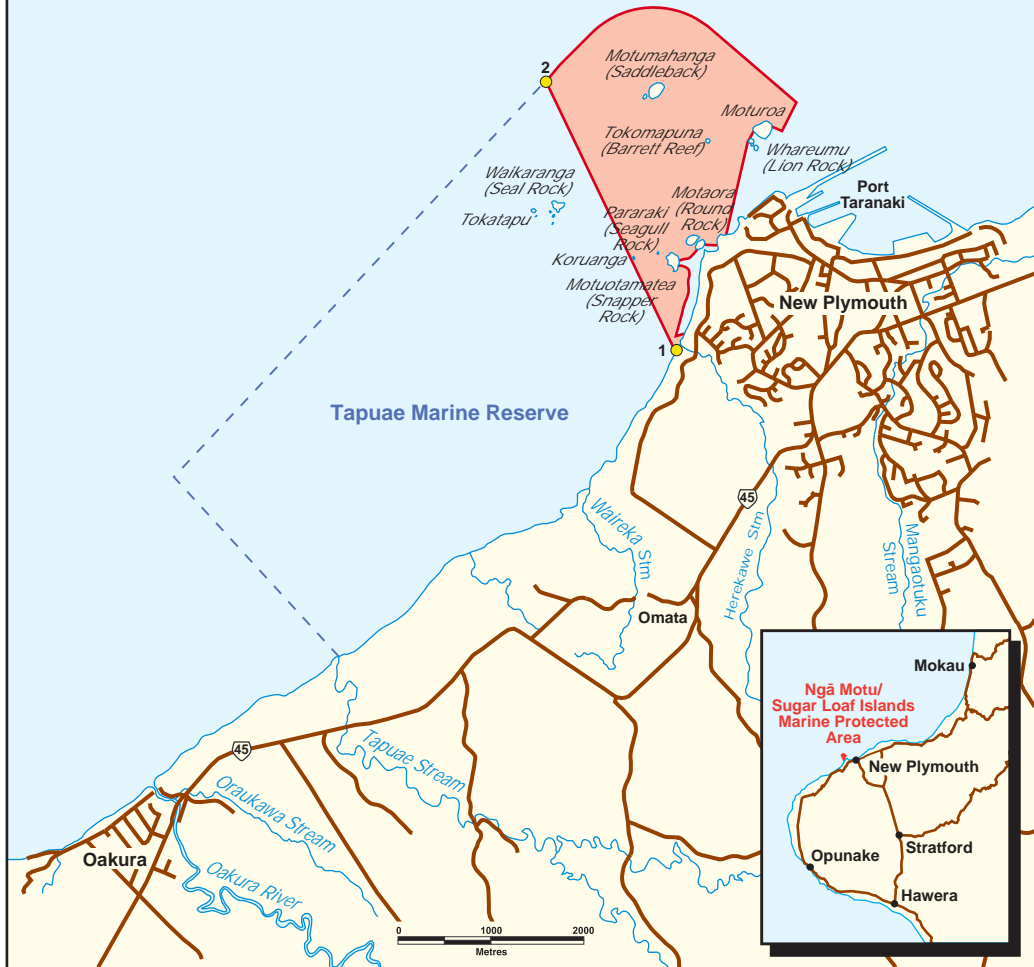 2
Motumahanga
(Saddleback)
Moturoa
Tokomapuna
(Barrett Reef)
Whareumu
(Lion Rock)
Waikaranga
(Seal Rock)
Tokatapu
Motaora
(Round
Rock)
Port
Taranaki
Pararaki
(Seagull
Rock)
Koruanga
Motuotamatea
(Snapper
Rock)
New Plymouth
1
Tapuae Marine Reserve
45
Waireka Stm
Herekawe Stm
Mangaotuku
Stream
Omata
45
Tapuae Stream
Oraukawa Stream
Oakura
Oakura River
0
1000
2000
Metres
Mokau
Ngā Motu/
Sugar Loaf Islands
Marine Protected
Area
New Plymouth
Stratford
Opunake
Hawera